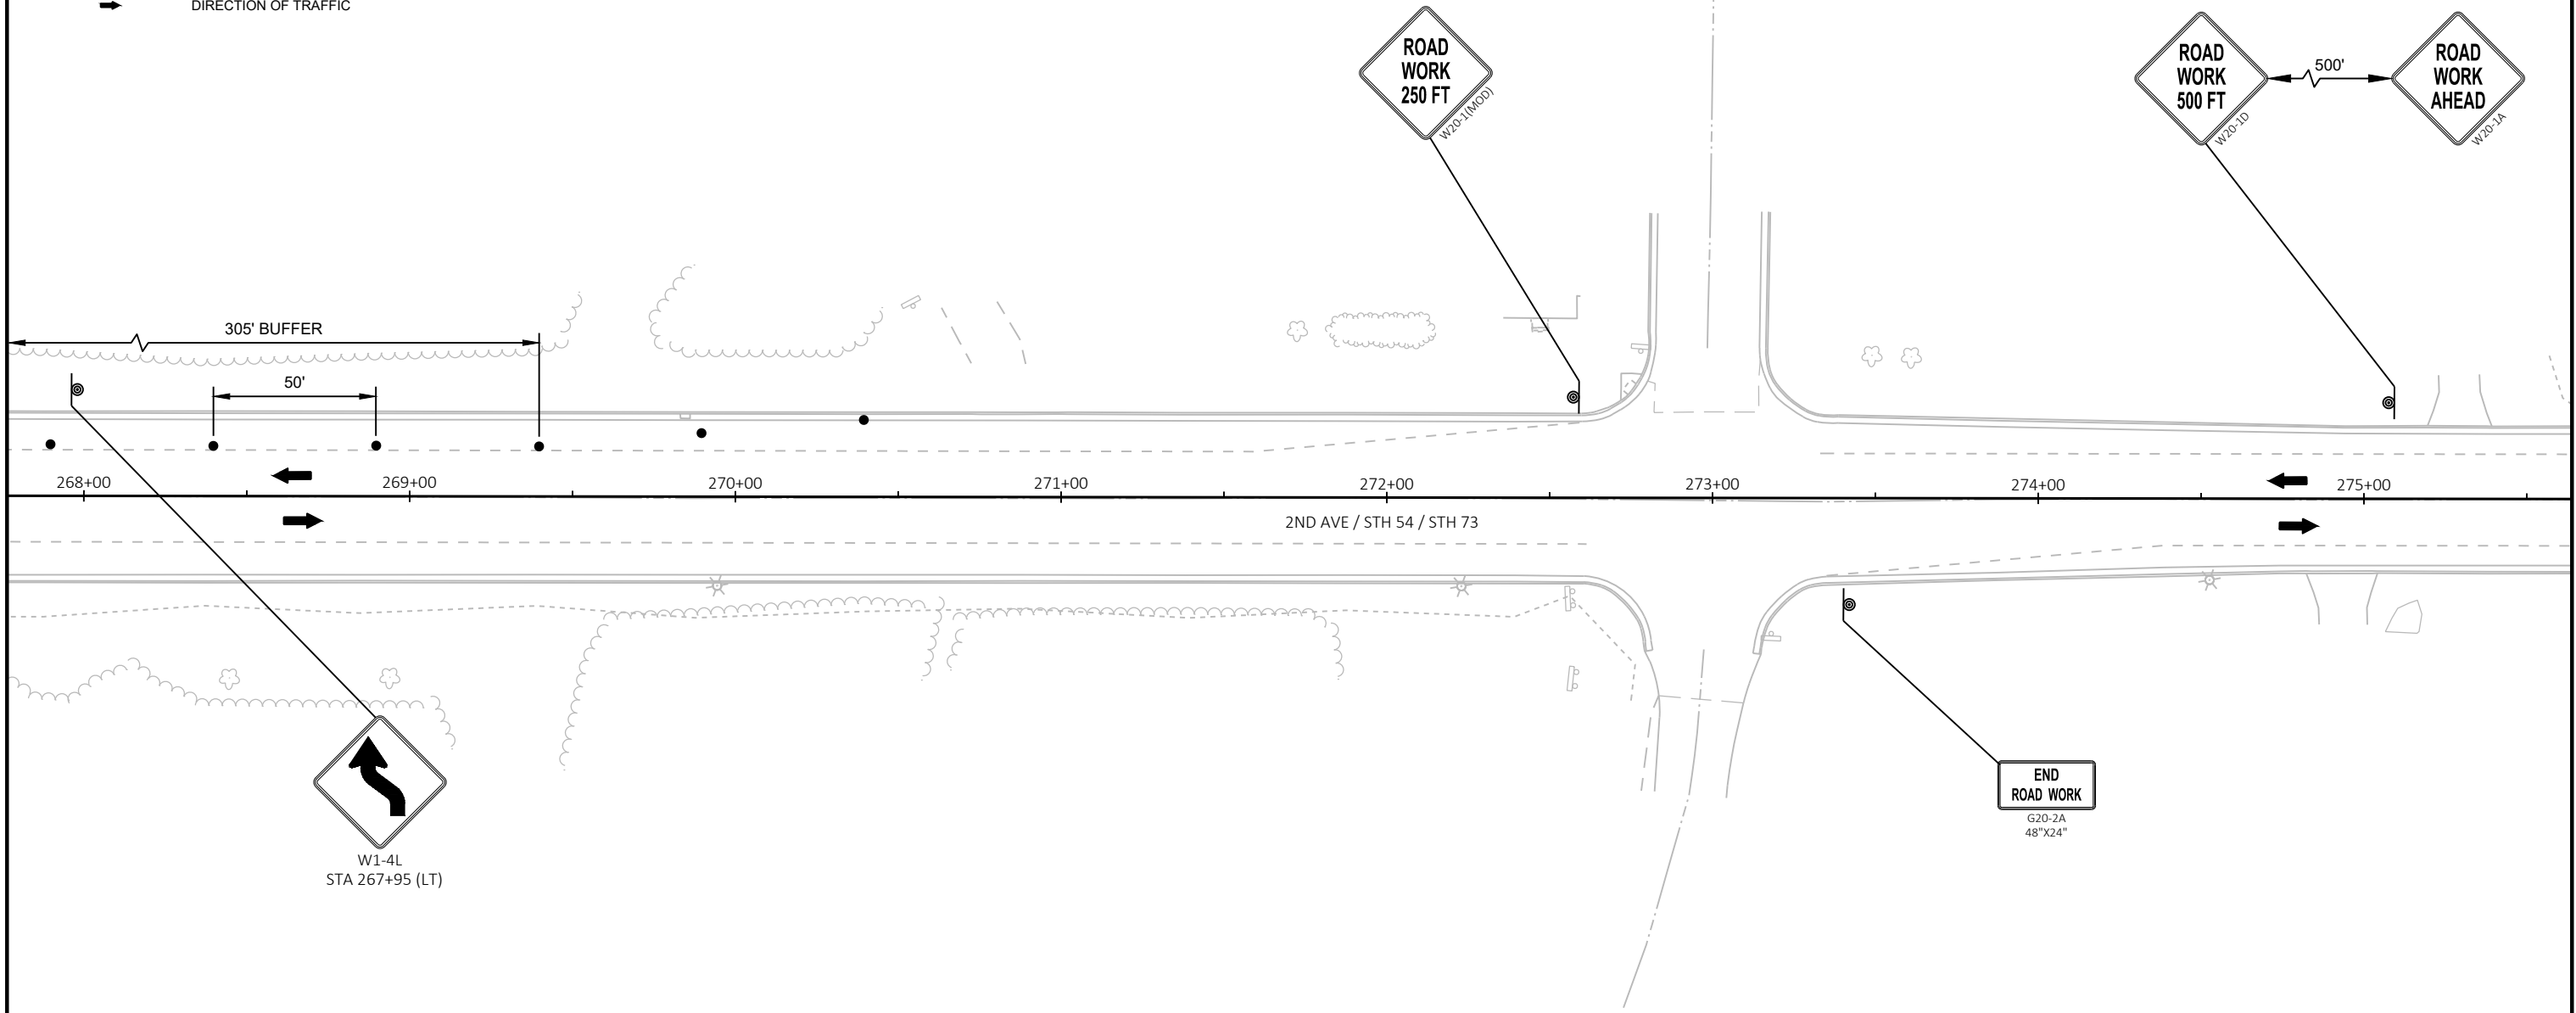 DIRECTION OF TRAFFIC
ROAD
WORK
250 FT
W20-1(MOD)
ROAD
WORK
500 FT
W20-1D
500'
ROAD
WORK
AHEAD
W20-1A
305' BUFFER
50'
268+00
269+00
270+00
271+00
272+00
273+00
274+00
275+00
2ND AVE / STH 54 / STH 73
END
ROAD WORK
G20-2A
48"X24"
W1-4L
STA 267+95 (LT)